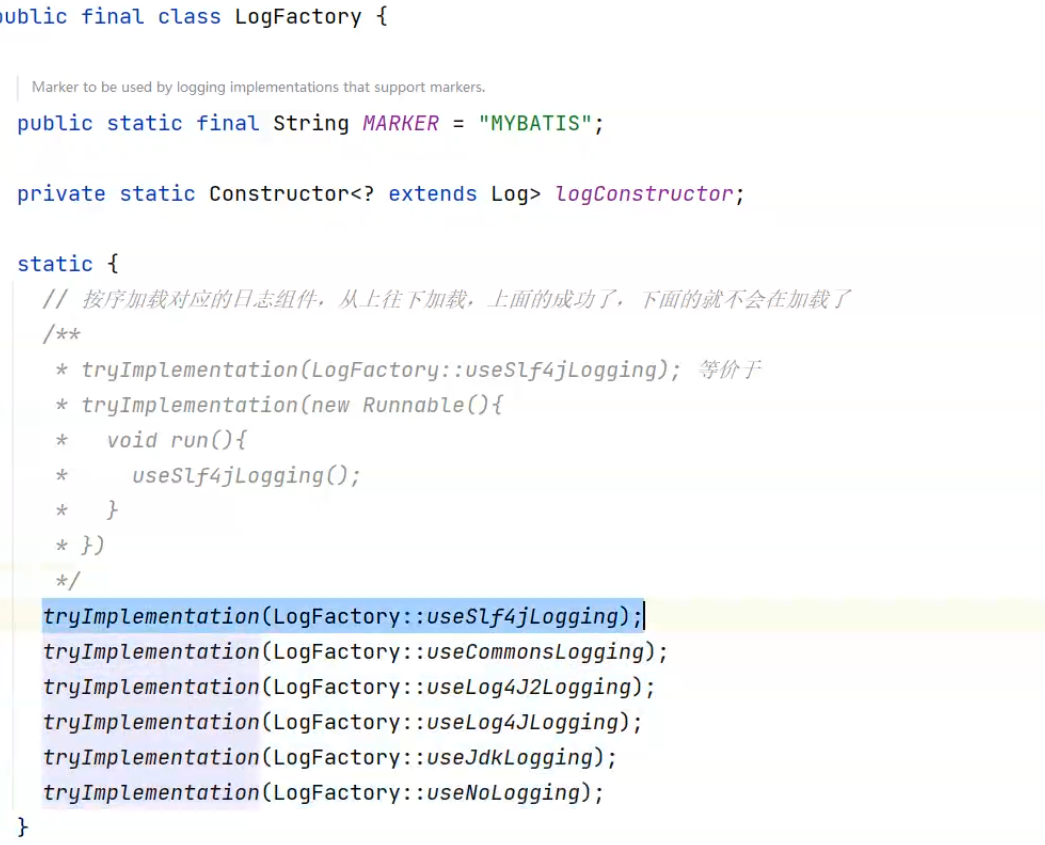 public final class LogFactory {
Marker to be used by logging implementations that support markers.
public static final String MARKER = "MYBATIS";
private static Constructor<? extends Log> logConstructor;
static {
// 按序加载对应的日志组件，从上往下加载，上面的成功了，下面的就不会在加载了
/**
* tryImplementation(LogFactory::useSlf4jLogging); 等价于
* tryImplementation(new Runnable(){
* void run(){
* useSlf4jLogging();
* }
* })
*/
tryImplementation(LogFactory::useSlf4jLogging);
tryImplementation(LogFactory::useCommonsLogging);
tryImplementation(LogFactory::useLog4J2Logging);
tryImplementation(LogFactory::useLog4JLogging);
tryImplementation(LogFactory::useJdkLogging);
tryImplementation(LogFactory::useNoLogging);
}